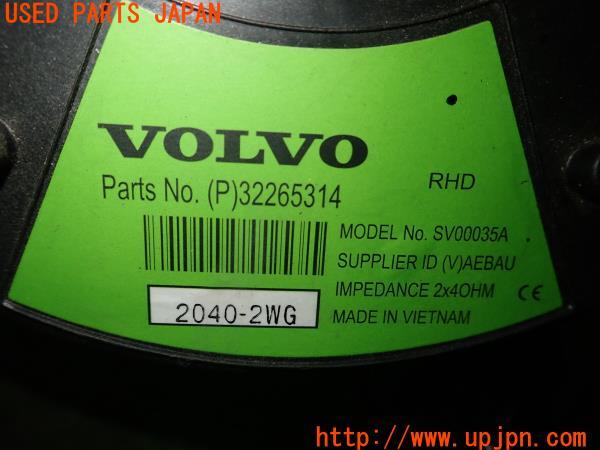 USED PARTS JAPAN
VOLVO
Parts No. (P)32265314
RHD
MODEL No. SV00035A
SUPPLIER ID (V)AEBAU
IMPEDANCE 2x4OHM
CE
2040-2WG
MADE IN VIETNAM
http://www.upjpn.com